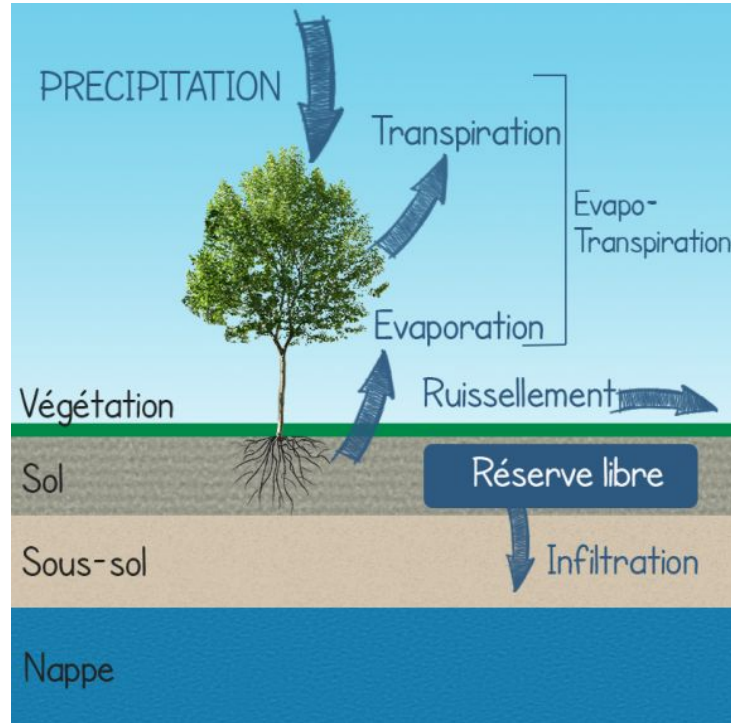 PRECIPITATION
Transpiration
Evapo-
Transpiration
Evaporation
Ruissellement
Végétation
Sol
Réserve libre
Sous-sol
Infiltration
Nappe